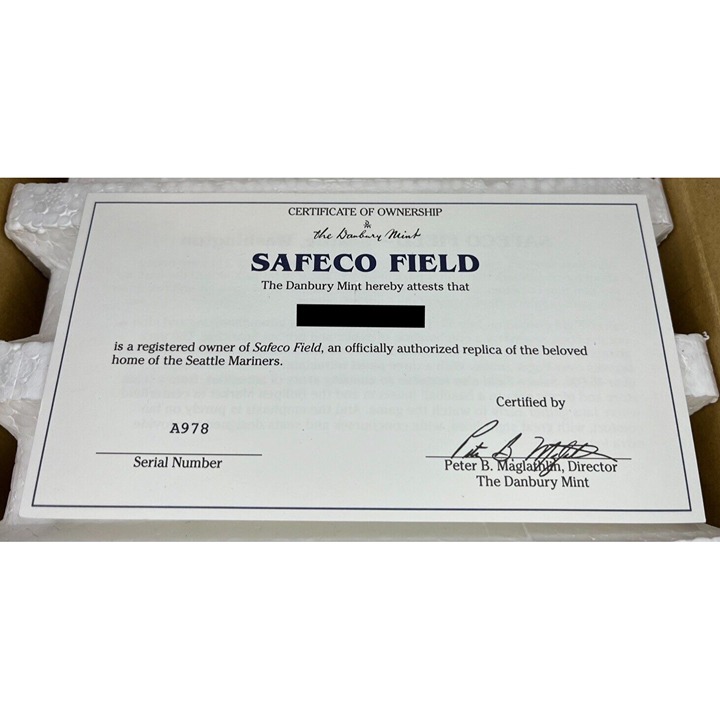 CERTIFICATE OF OWNERSHIP
the Danbury Mint
SAFECO FIELD
The Danbury Mint hereby attests that
is a registered owner of Safeco Field, an officially authorized replica of the beloved
home of the Seattle Mariners.
Certified by
A978
Serial Number
Peter B. Maglathlin
Peter B. Maglathlin, Director
The Danbury Mint